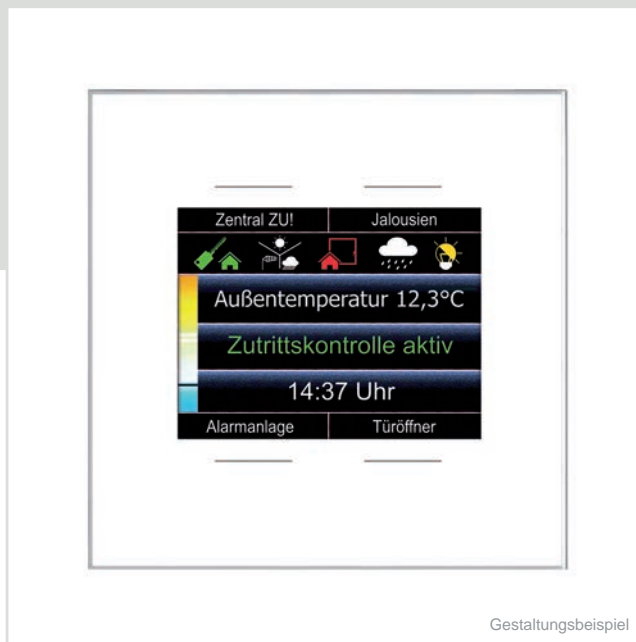 Zentral ZU! Jalousien
Außentemperatur 12,3°C
Zutrittskontrolle aktiv
14:37 Uhr
Alarmanlage Türöffner
Gestaltungsbeispiel